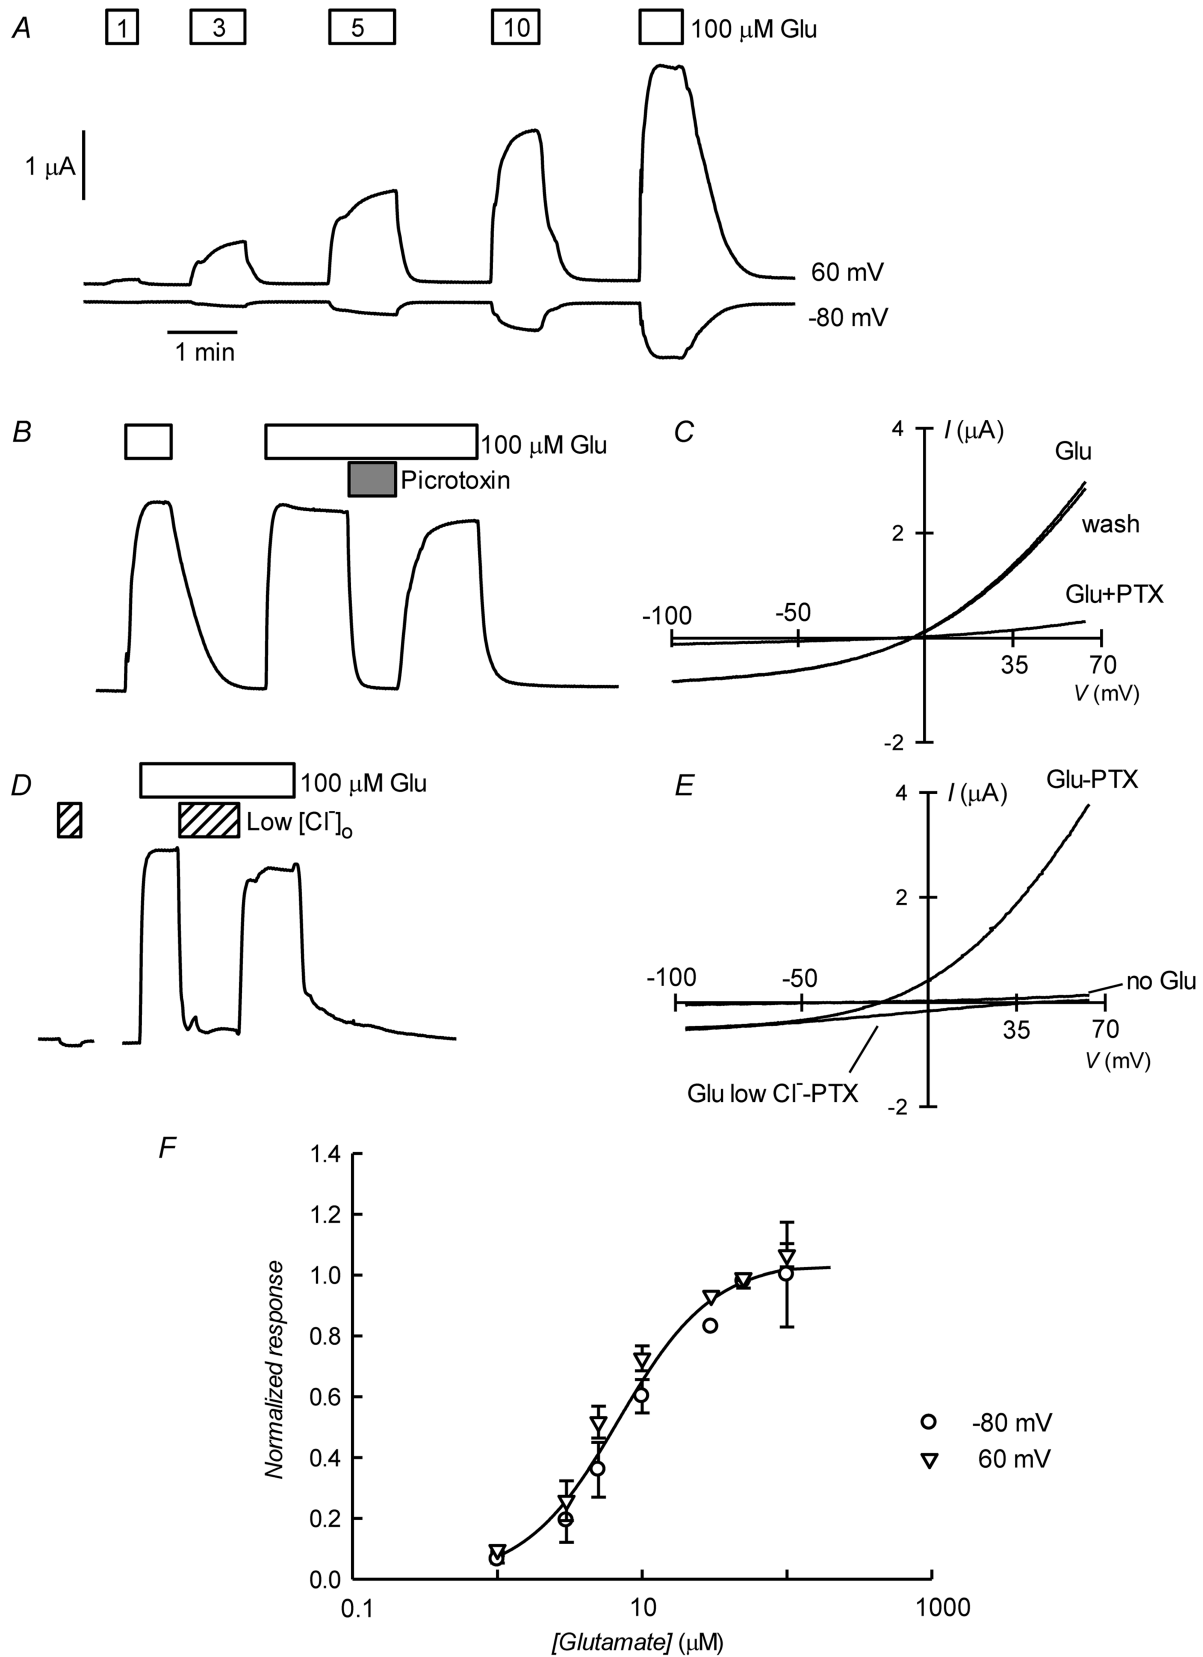 A
1 3 5 10 100 μM Glu
1 μA
60 mV
-80 mV
1 min
B
100 μM Glu
Picrotoxin
C
4 I (μA)
Glu
2
wash
Glu+PTX
-100 -50
35 70
V (mV)
-2
D
100 μM Glu
Low [Cl⁻]o
E
4 I (μA)
Glu-PTX
2
-100 -50
no Glu
35 70
V (mV)
Glu low Cl⁻-PTX
-2
F
1.4
1.2
1.0
0.8
0.6
0.4
0.2
0.0
Normalized response
-80 mV
60 mV
0.1 10 1000
[Glutamate] (μM)